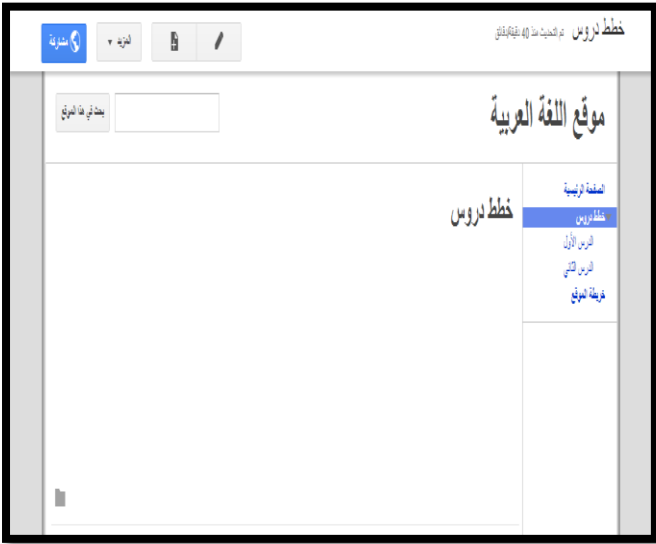 خطط دروس تم التحديث منذ 40 دقيقة/دقائق
المزيد
مشاركة
موقع اللغة العربية
بحث في هذا الموقع
الصفحة الرئيسية
خطط دروس
الدرس الأول
الدرس الثاني
خريطة الموقع
خطط دروس